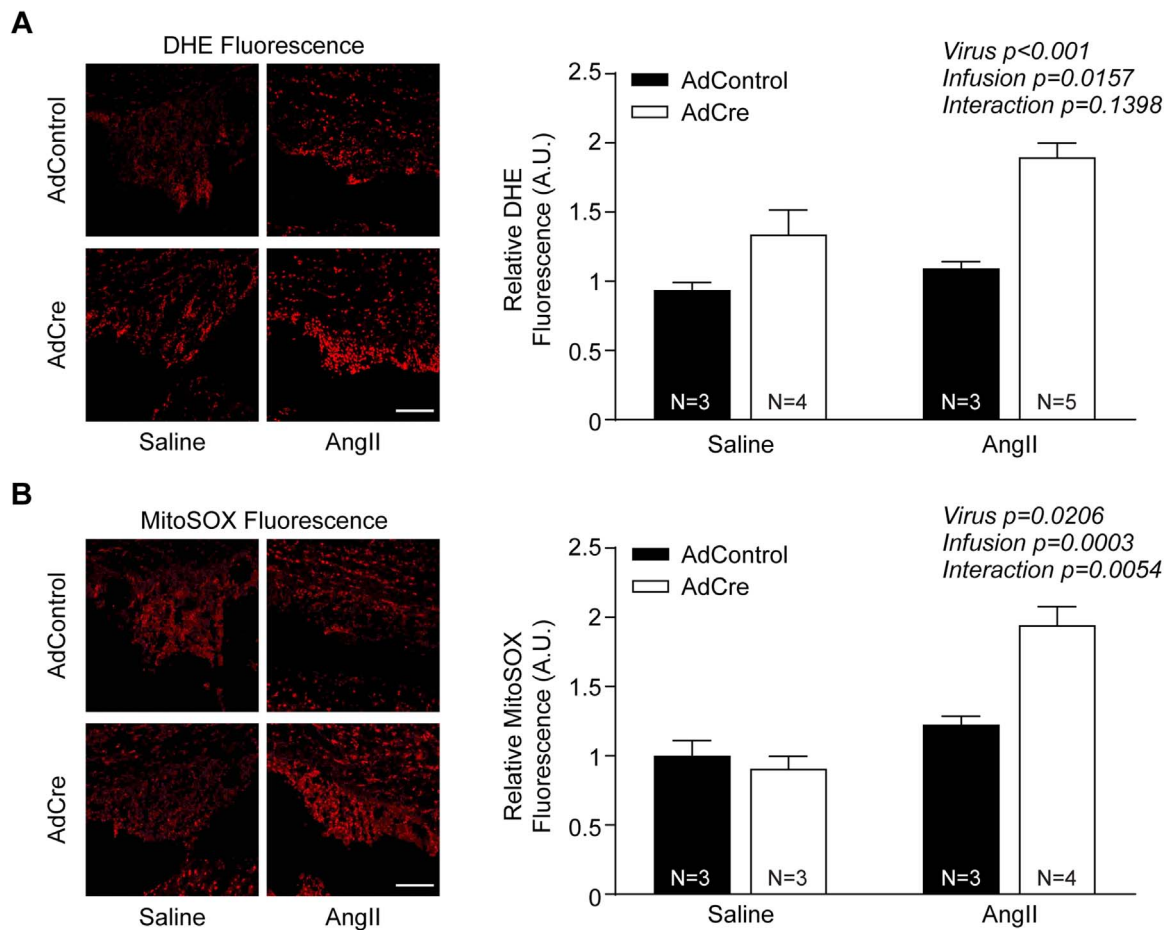 A
DHE Fluorescence
AdControl
AdCre
Saline
AngII
Virus p<0.001
Infusion p=0.0157
Interaction p=0.1398
AdControl
AdCre
Relative DHE
Fluorescence (A.U.)
2.5
2
1.5
1
0.5
0
N=3
N=4
N=3
N=5
Saline
AngII
B
MitoSOX Fluorescence
AdControl
AdCre
Saline
AngII
Virus p=0.0206
Infusion p=0.0003
Interaction p=0.0054
AdControl
AdCre
Relative MitoSOX
Fluorescence (A.U.)
2.5
2
1.5
1
0.5
0
N=3
N=3
N=3
N=4
Saline
AngII